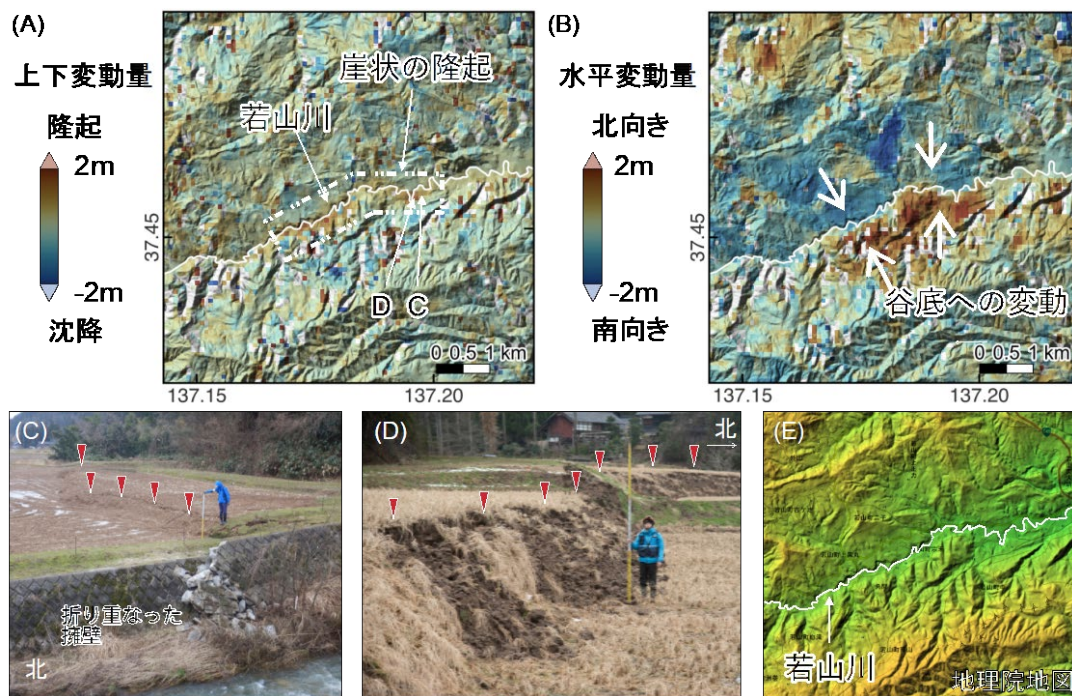 (A)
上下変動量
隆起
2m
-2m
沈降
崖状の隆起
若山川
D C
0 0.5 1 km
37.45
137.15
137.20
(B)
水平変動量
北向き
2m
-2m
南向き
谷底への変動
0 0.5 1 km
37.45
137.15
137.20
(C)
折り重なった
擁壁
北
(D)
北
(E)
若山川
地理院地図